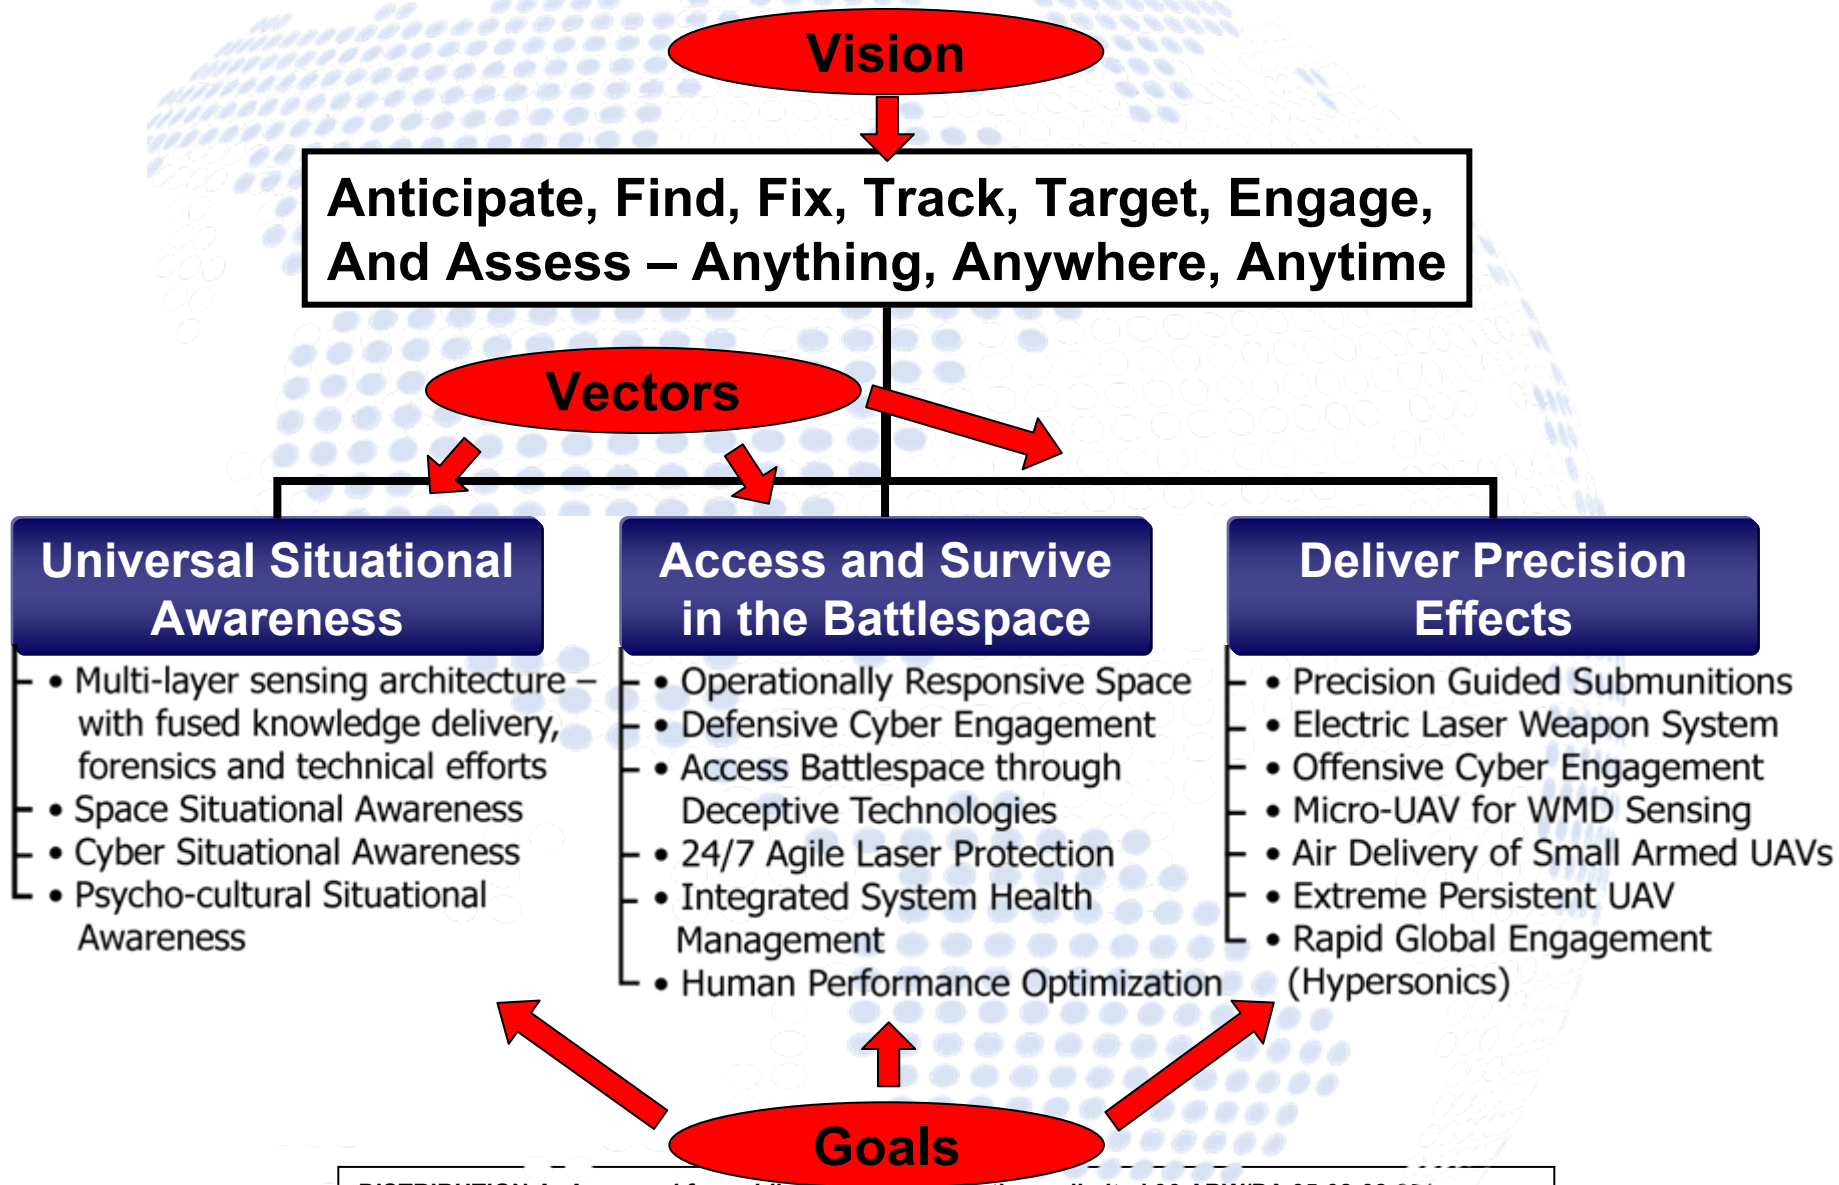 Vision
Anticipate, Find, Fix, Track, Target, Engage,
And Assess – Anything, Anywhere, Anytime
Vectors
Universal Situational
Awareness
• Multi-layer sensing architecture –
with fused knowledge delivery,
forensics and technical efforts
• Space Situational Awareness
• Cyber Situational Awareness
• Psycho-cultural Situational
Awareness
Access and Survive
in the Battlespace
• Operationally Responsive Space
• Defensive Cyber Engagement
• Access Battlespace through
Deceptive Technologies
• 24/7 Agile Laser Protection
• Integrated System Health
Management
• Human Performance Optimization
Deliver Precision
Effects
• Precision Guided Submunitions
• Electric Laser Weapon System
• Offensive Cyber Engagement
• Micro-UAV for WMD Sensing
• Air Delivery of Small Armed UAVs
• Extreme Persistent UAV
• Rapid Global Engagement
(Hypersonics)
Goals